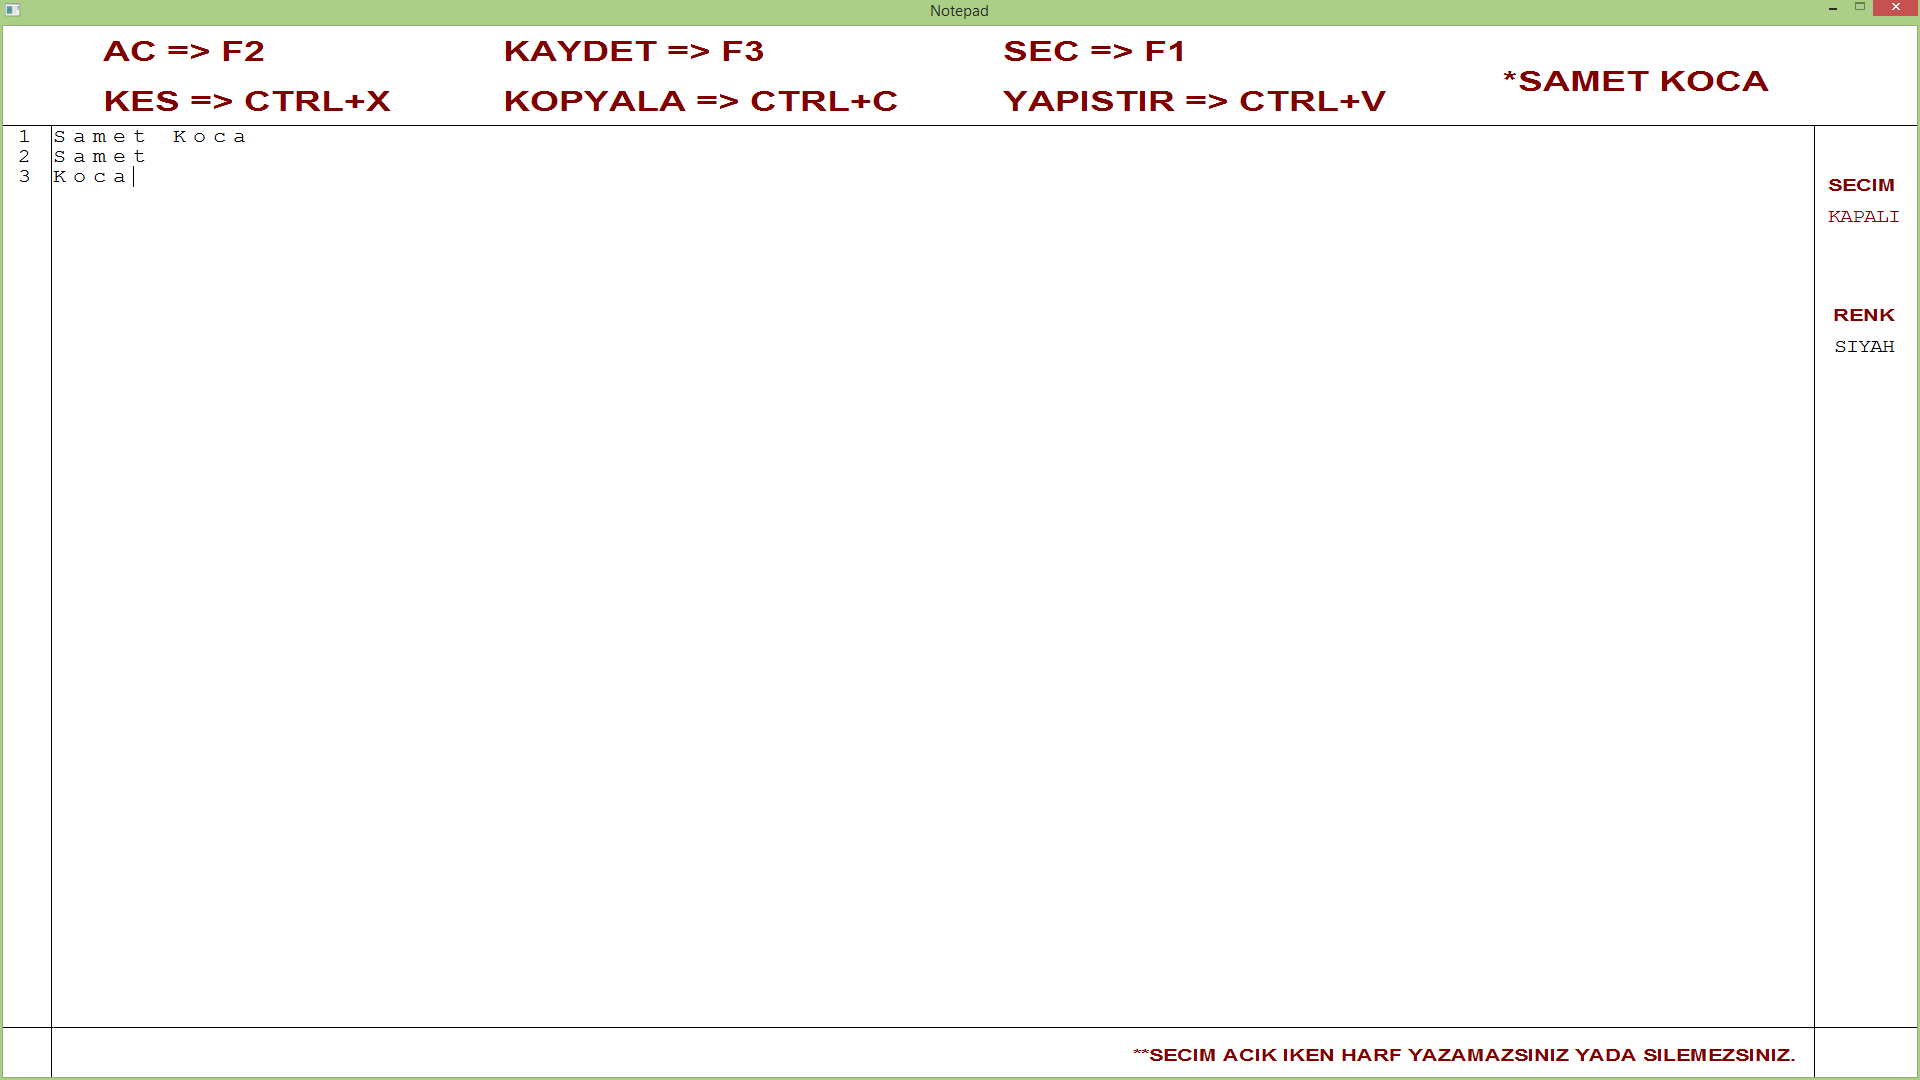 Notepad
AC => F2 KAYDET => F3 SEC => F1
*SAMET KOCA
KES => CTRL+X KOPYALA => CTRL+C YAPISTIR => CTRL+V
1 Samet Koca
2 Samet
3 Koca
SECIM
KAPALI
RENK
SIYAH
**SECIM ACIK IKEN HARF YAZAMAZSINIZ YADA SILEMEZSINIZ.